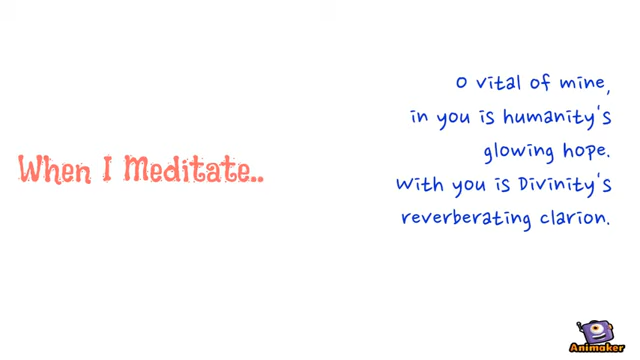 When I Meditate..
O vital of mine,
in you is humanity's
glowing hope.
With you is Divinity's
reverberating clarion.
Animaker